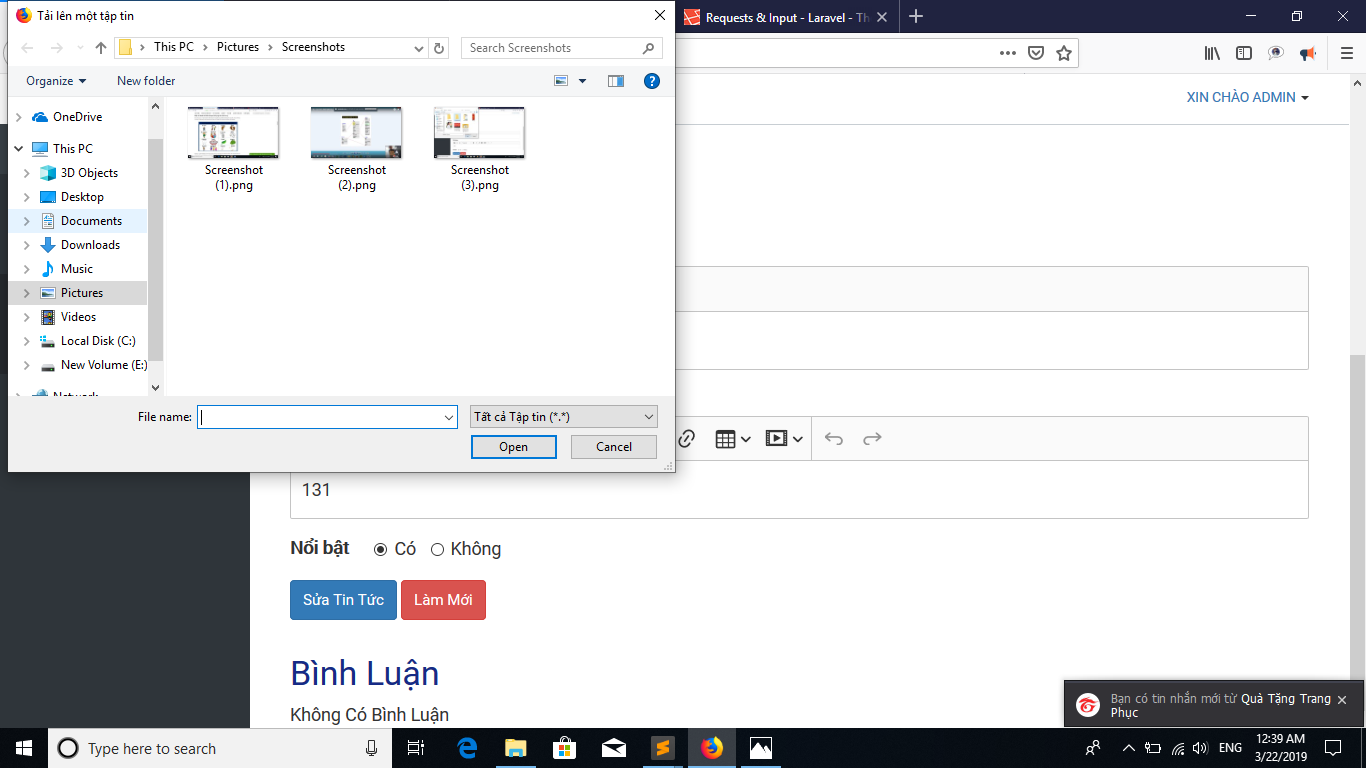 Tải lên một tập tin
Requests & Input - Laravel - Th
This PC
Pictures
Screenshots
Search Screenshots
Organize
New folder
XIN CHÀO ADMIN
OneDrive
This PC
3D Objects
Desktop
Documents
Downloads
Music
Pictures
Videos
Local Disk (C:)
New Volume (E:)
Network
Screenshot
(1).png
Screenshot
(2).png
Screenshot
(3).png
File name:
Tất cả Tập tin (*.*)
Open
Cancel
131
Nổi bật
Có
Không
Sửa Tin Tức
Làm Mới
Bình Luận
Không Có Bình Luận
Bạn có tin nhắn mới từ Quà Tặng Trang
Phục
Type here to search
ENG
12:39 AM
3/22/2019